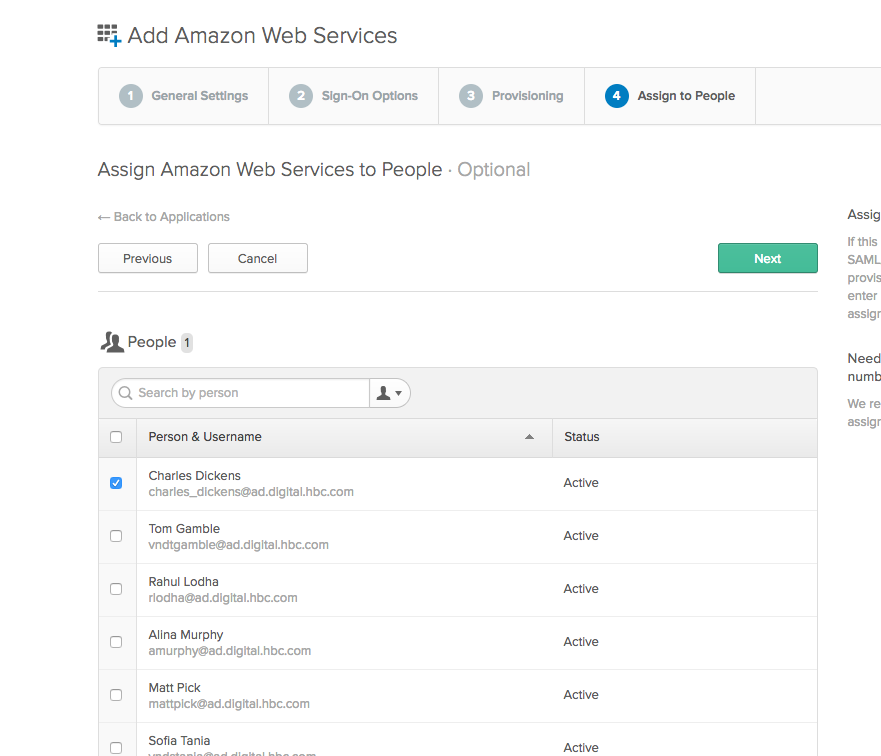 Add Amazon Web Services
1 General Settings
2 Sign-On Options
3 Provisioning
4 Assign to People
Assign Amazon Web Services to People · Optional
← Back to Applications
Previous
Cancel
Next
People 1
Search by person
Person & Username
Status
Charles Dickens
charles_dickens@ad.digital.hbc.com
Active
Tom Gamble
vndtgamble@ad.digital.hbc.com
Active
Rahul Lodha
rlodha@ad.digital.hbc.com
Active
Alina Murphy
amurphy@ad.digital.hbc.com
Active
Matt Pick
mattpick@ad.digital.hbc.com
Active
Sofia Tania
Active
Assig
If this
SAML
provis
enter
assign
Need
numb
We re
assign